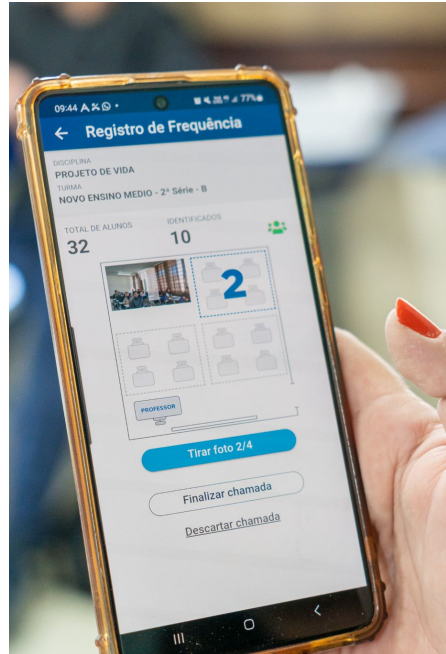 09:44
77%
Registro de Frequência
DISCIPLINA
PROJETO DE VIDA
TURMA
NOVO ENSINO MEDIO - 2ª Série - B
TOTAL DE ALUNOS
32
IDENTIFICADOS
10
2
PROFESSOR
Tirar foto 2/4
Finalizar chamada
Descartar chamada